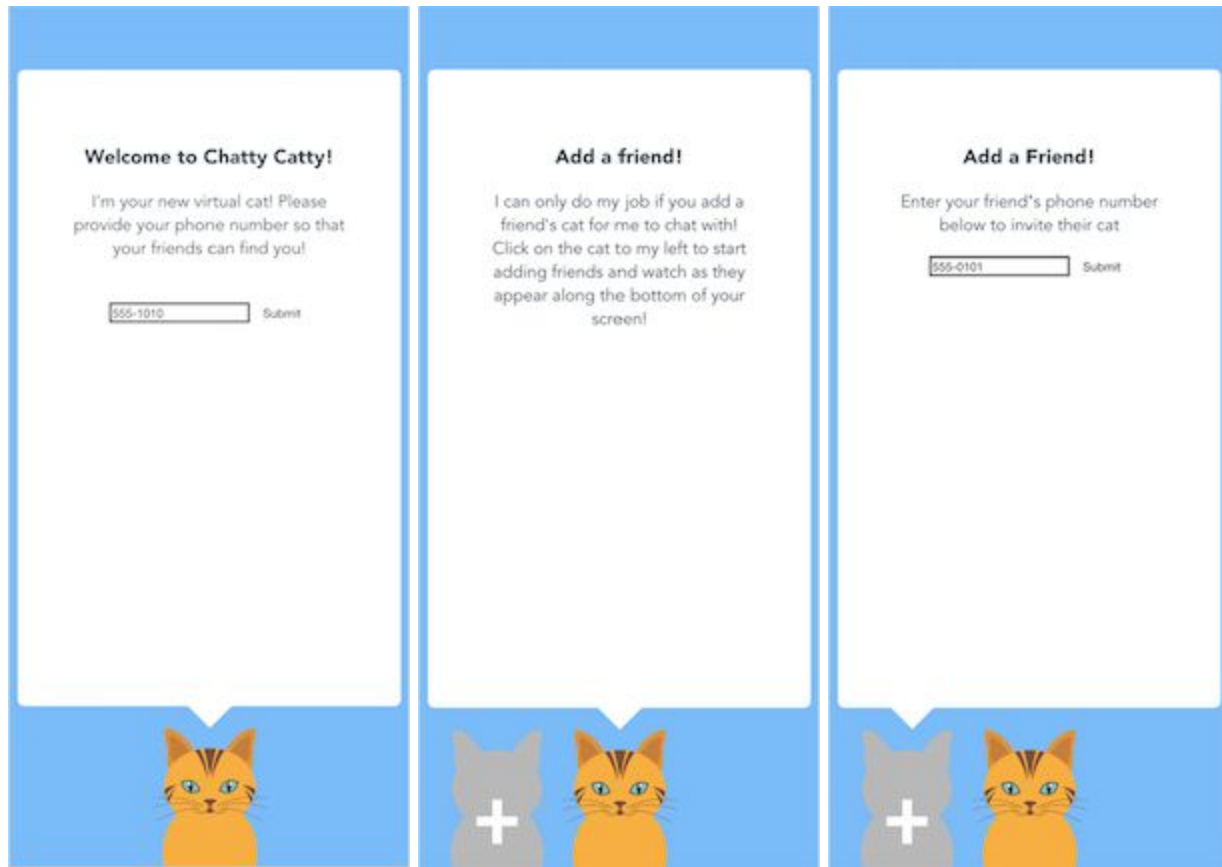 Welcome to Chatty Catty!
I'm your new virtual cat! Please
provide your phone number so that
your friends can find you!
555-1010 Submit
Add a friend!
I can only do my job if you add a
friend's cat for me to chat with!
Click on the cat to my left to start
adding friends and watch as they
appear along the bottom of your
screen!
Add a Friend!
Enter your friend's phone number
below to invite their cat
555-0101 Submit